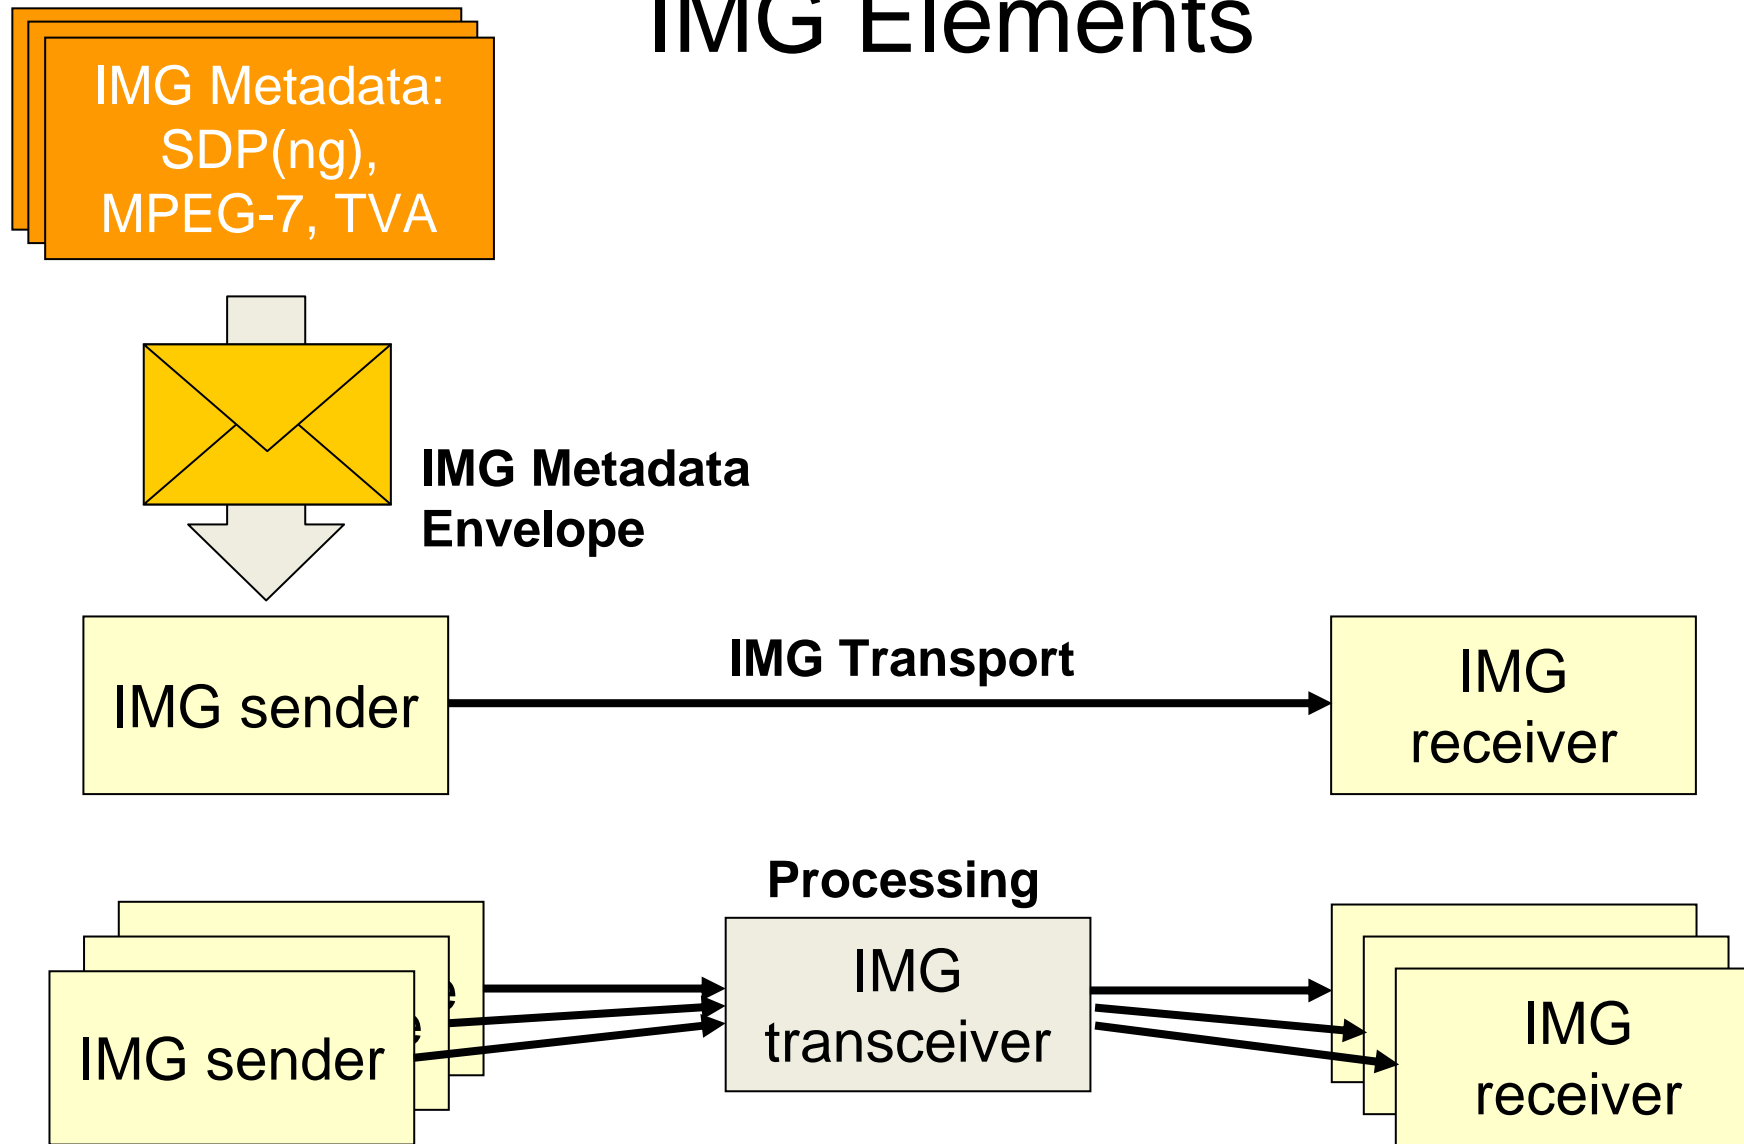 IMG Elements
IMG Metadata:
SDP(ng),
MPEG-7, TVA
IMG Metadata
Envelope
IMG sender
IMG Transport
IMG
receiver
Processing
IMG sender
IMG
transceiver
IMG
receiver